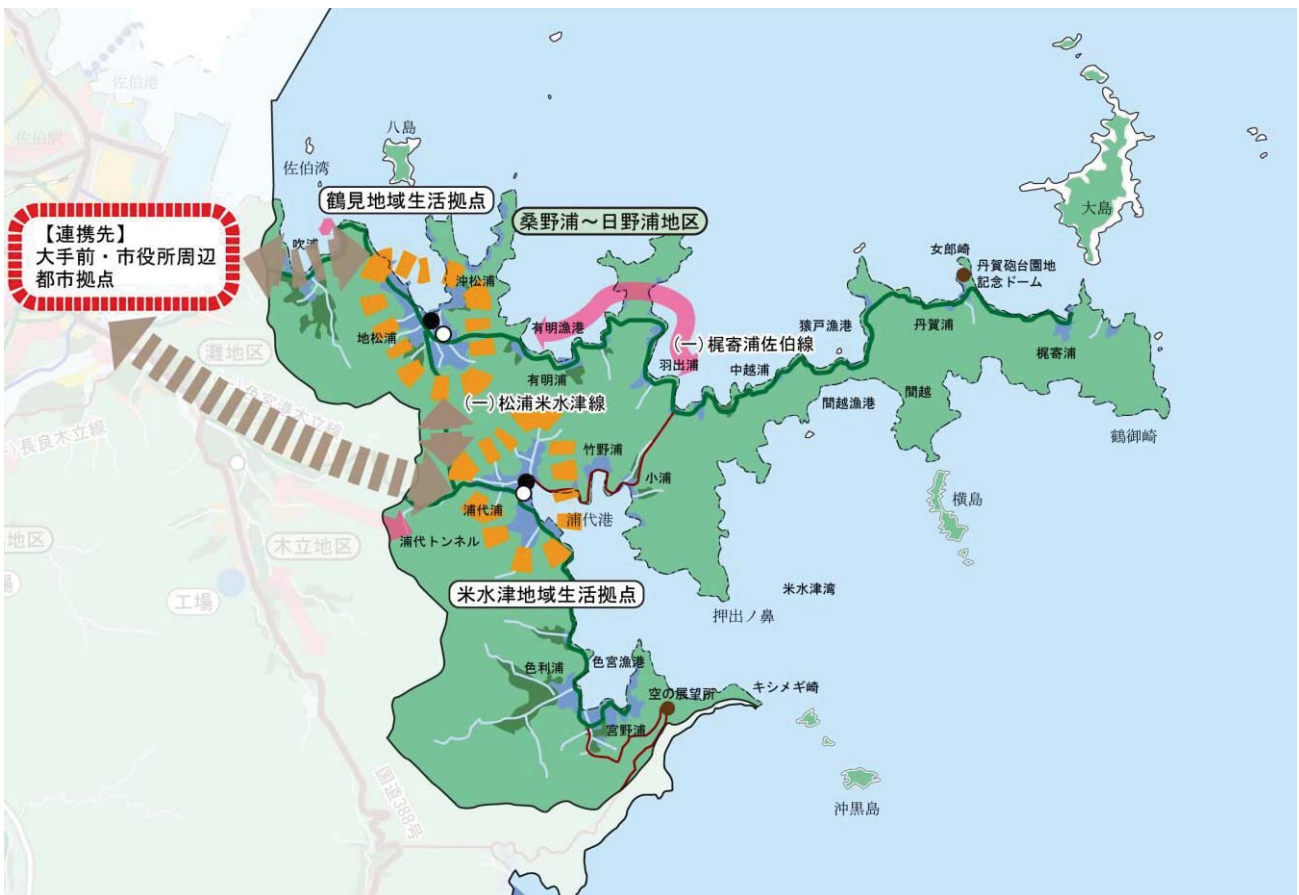 佐伯港
佐伯駅
八島
佐伯湾
鶴見地域生活拠点
桑野浦～日野浦地区
大島
【連携先】
大手前・市役所周辺
都市拠点
吹浦
沖松浦
女郎崎
丹賀砲台園地
記念ドーム
地松浦
有明漁港
猿戸漁港
丹賀浦
(一)梶寄浦佐伯線
灘地区
羽出浦
中越浦
梶寄浦
有明浦
間越漁港
間越
(一)松浦米水津線
鶴御崎
長良木立線
竹野浦
小浦
横島
浦代浦
浦代港
浦代トンネル
木立地区
地区
工場
米水津地域生活拠点
米水津湾
押出ノ鼻
色利浦
色宮漁港
空の展望所
キシメギ崎
宮野浦
国道388号
沖黒島